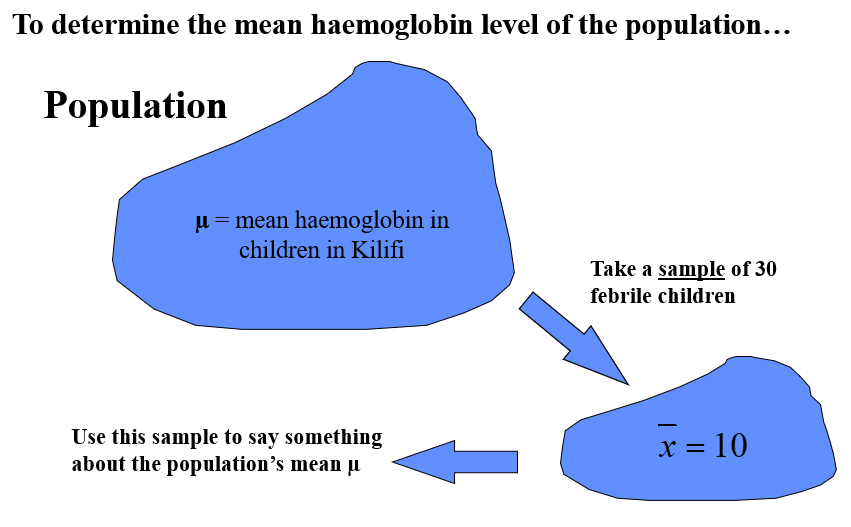 To determine the mean haemoglobin level of the population…
Population
μ = mean haemoglobin in
children in Kilifi
Take a sample of 30
febrile children
x̅ = 10
Use this sample to say something
about the population’s mean μ